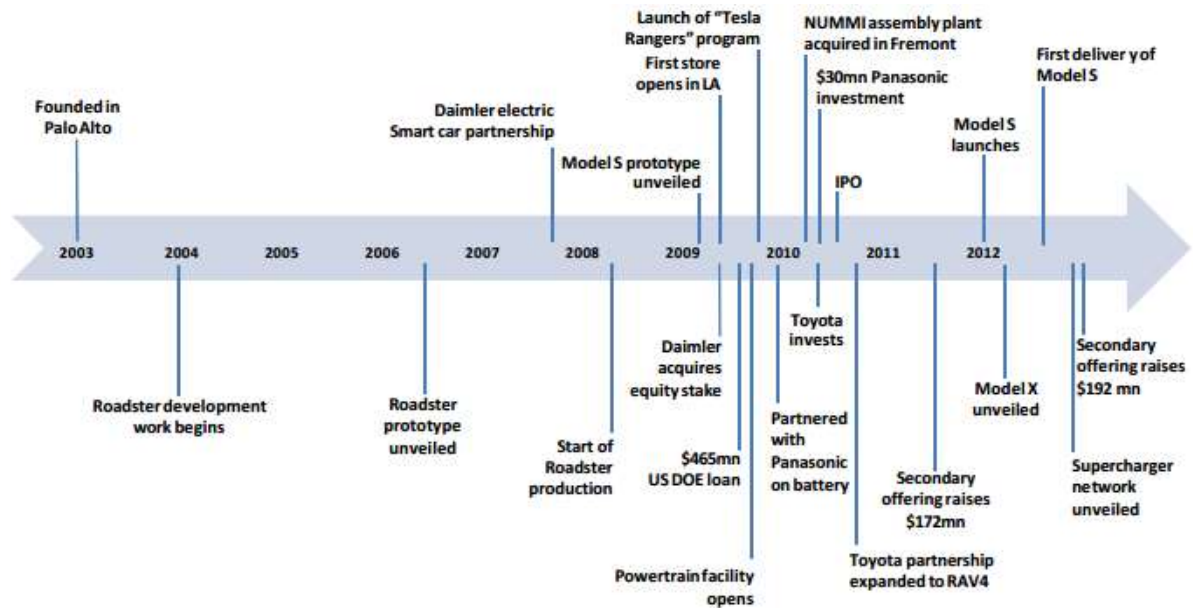 Launch of "Tesla
Rangers" program
NUMMI assembly plant
acquired in Fremont
First store
opens in LA
$30mn Panasonic
investment
First deliver y of
Model S
Founded in
Palo Alto
Daimler electric
Smart car partnership
Model S
launches
Model S prototype
unveiled
IPO
2003 2004 2005 2006 2007 2008 2009 2010 2011 2012
Roadster development
work begins
Roadster
prototype
unveiled
Start of
Roadster
production
Daimler
acquires
equity stake
$465mn
US DOE loan
Powertrain facility
opens
Partnered
with
Panasonic
on battery
Toyota
invests
Toyota partnership
expanded to RAV4
Secondary
offering raises
$172mn
Model X
unveiled
Secondary
offering raises
$192 mn
Supercharger
network
unveiled